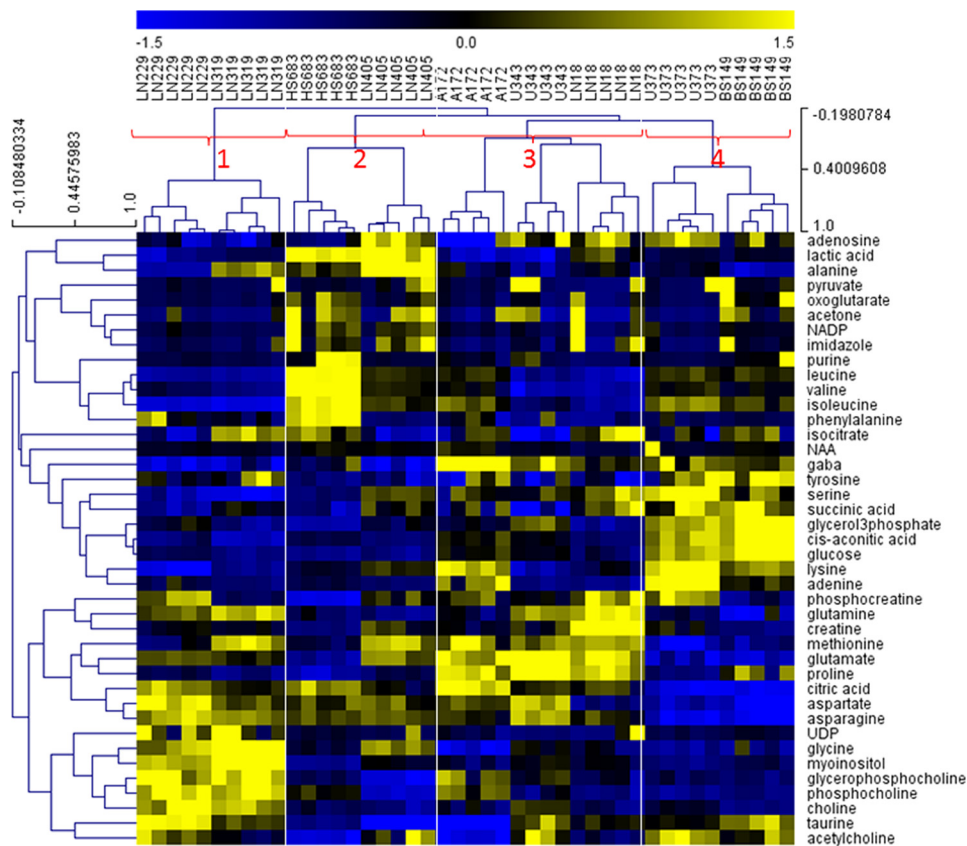 -1.5 0.0 1.5
LN229
LN229
LN229
LN229
LN229
LN319
LN319
LN319
LN319
LN319
HS683
HS683
HS683
HS683
HS683
LN405
LN405
LN405
LN405
LN405
A172
A172
A172
A172
A172
U343
U343
U343
U343
LN18
LN18
LN18
LN18
LN18
U373
U373
U373
U373
U373
BS149
BS149
BS149
BS149
BS149
-0.1980784
0.4009608
1.0
1 2 3 4
-0.108480334
0.44575983
1.0
adenosine
lactic acid
alanine
pyruvate
oxoglutarate
acetone
NADP
imidazole
purine
leucine
valine
isoleucine
phenylalanine
isocitrate
NAA
gaba
tyrosine
serine
succinic acid
glycerol3phosphate
cis-aconitic acid
glucose
lysine
adenine
phosphocreatine
glutamine
creatine
methionine
glutamate
proline
citric acid
aspartate
asparagine
UDP
glycine
myoinositol
glycerophosphocholine
phosphocholine
choline
taurine
acetylcholine